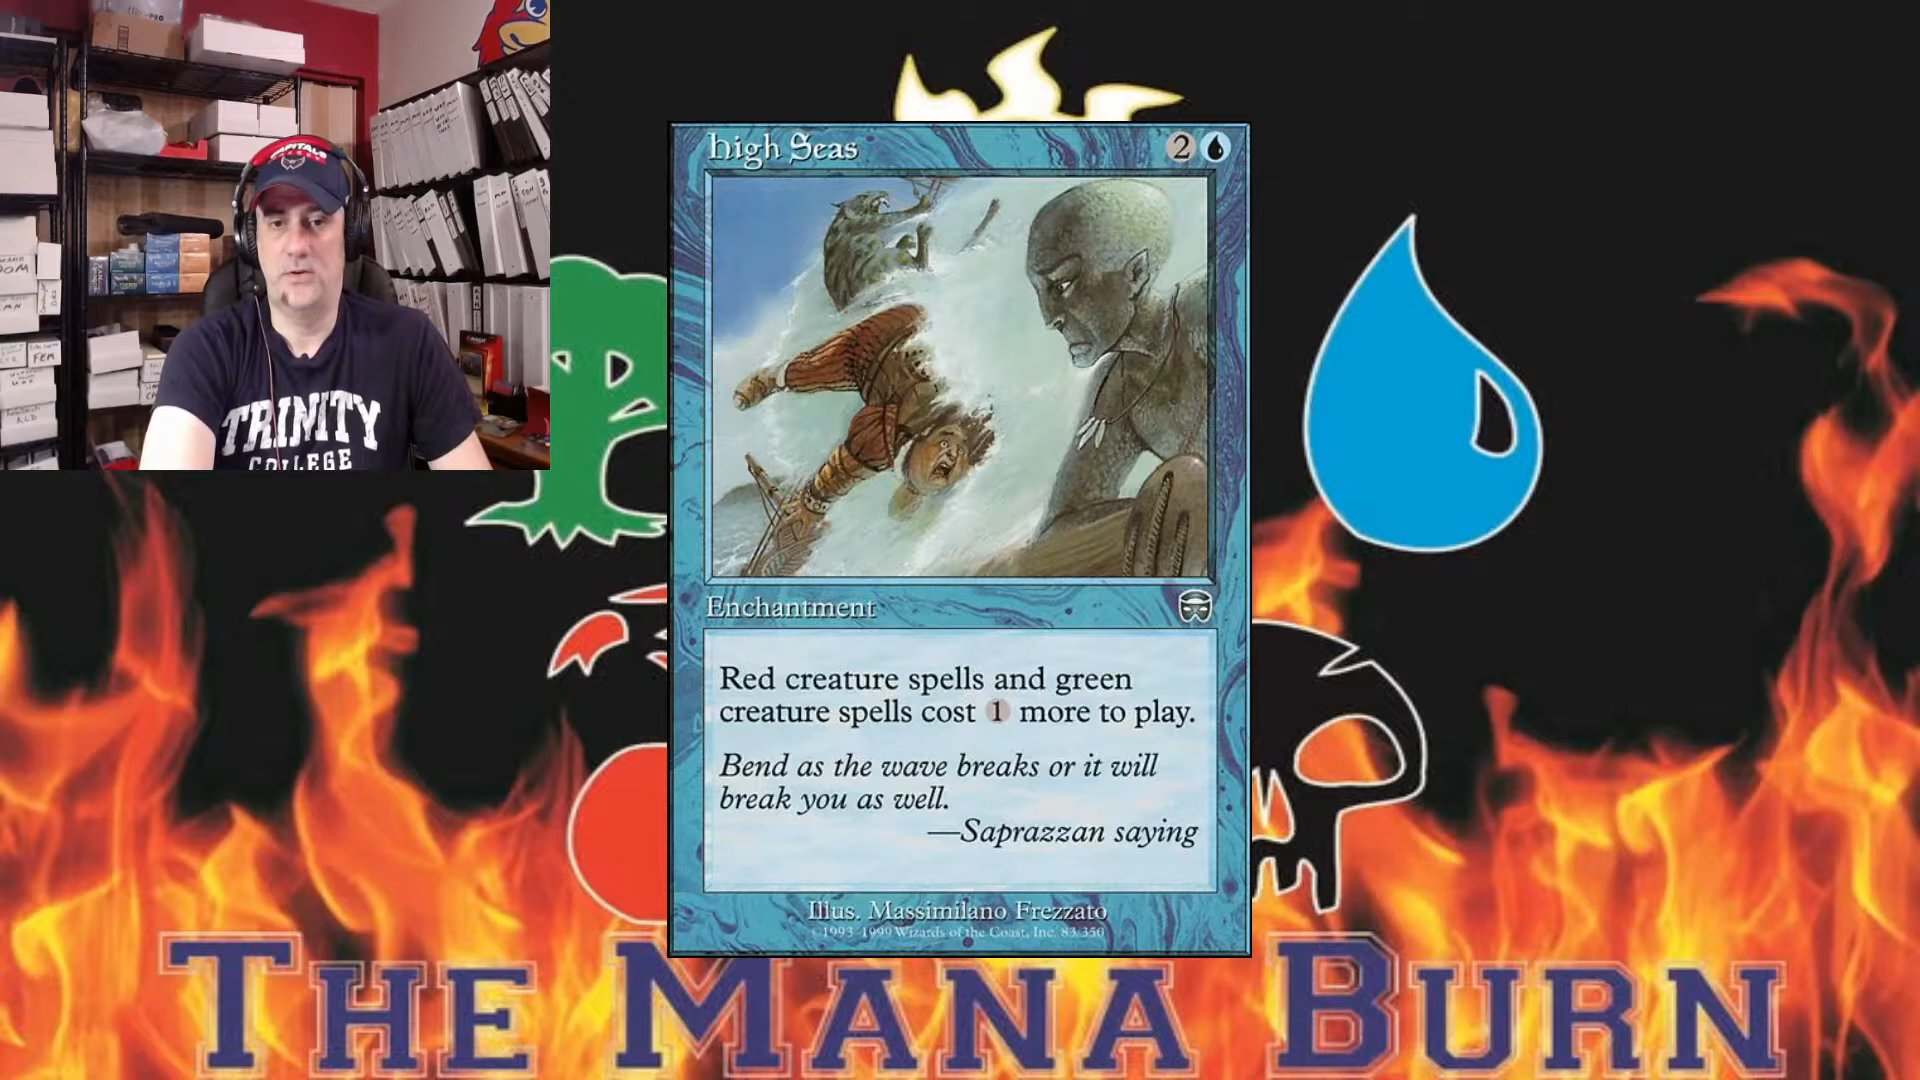 CAPITALS
TRINITY
COLLEGE
FEM
High Seas
2
Enchantment
Red creature spells and green
creature spells cost 1 more to play.
Bend as the wave breaks or it will
break you as well.
—Saprazzan saying
Illus. Massimilano Frezzato
©1993-1999 Wizards of the Coast, Inc. 83/350
THE MANA BURN